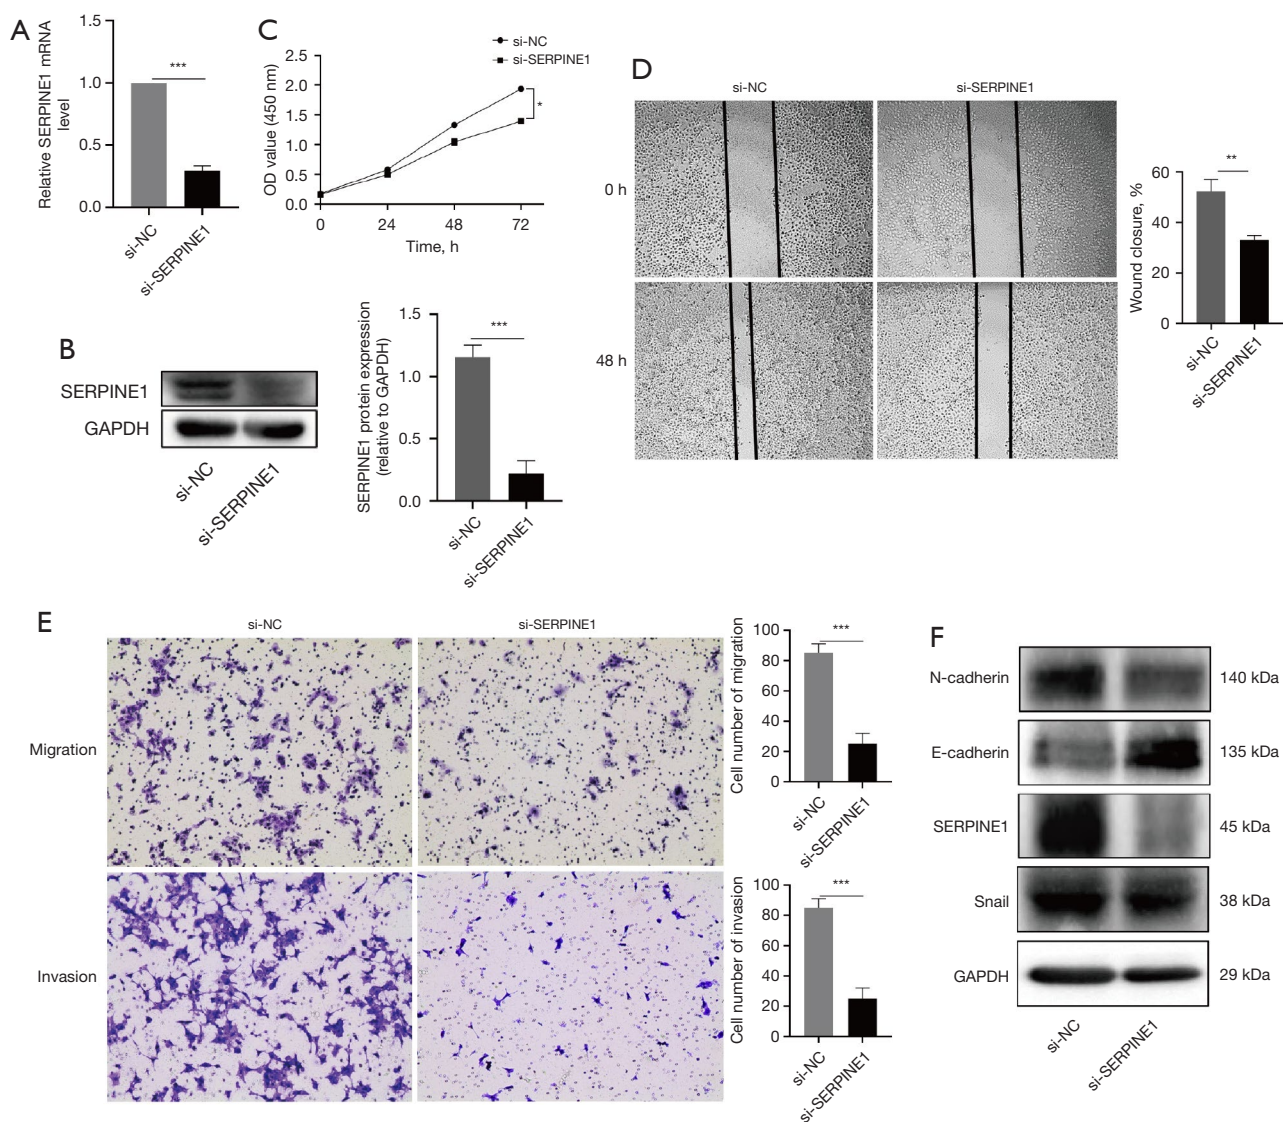 A
Relative SERPINE1 mRNA
level
1.5
1.0
0.5
0.0
***
si-NC
si-SERPINE1
C
si-NC
si-SERPINE1
OD value (450 nm)
2.5
2.0
1.5
1.0
0.5
0.0
*
0
24
48
72
Time, h
D
si-NC
si-SERPINE1
0 h
48 h
Wound closure, %
60
40
20
0
**
si-NC
si-SERPINE1
B
SERPINE1
GAPDH
si-NC
si-SERPINE1
SERPINE1 protein expression
(relative to GAPDH)
1.5
1.0
0.5
0.0
***
si-NC
si-SERPINE1
E
si-NC
si-SERPINE1
Migration
Invasion
Cell number of migration
100
80
60
40
20
0
***
si-NC
si-SERPINE1
Cell number of invasion
100
80
60
40
20
0
***
si-NC
si-SERPINE1
F
N-cadherin
140 kDa
E-cadherin
135 kDa
SERPINE1
45 kDa
Snail
38 kDa
GAPDH
29 kDa
si-NC
si-SERPINE1